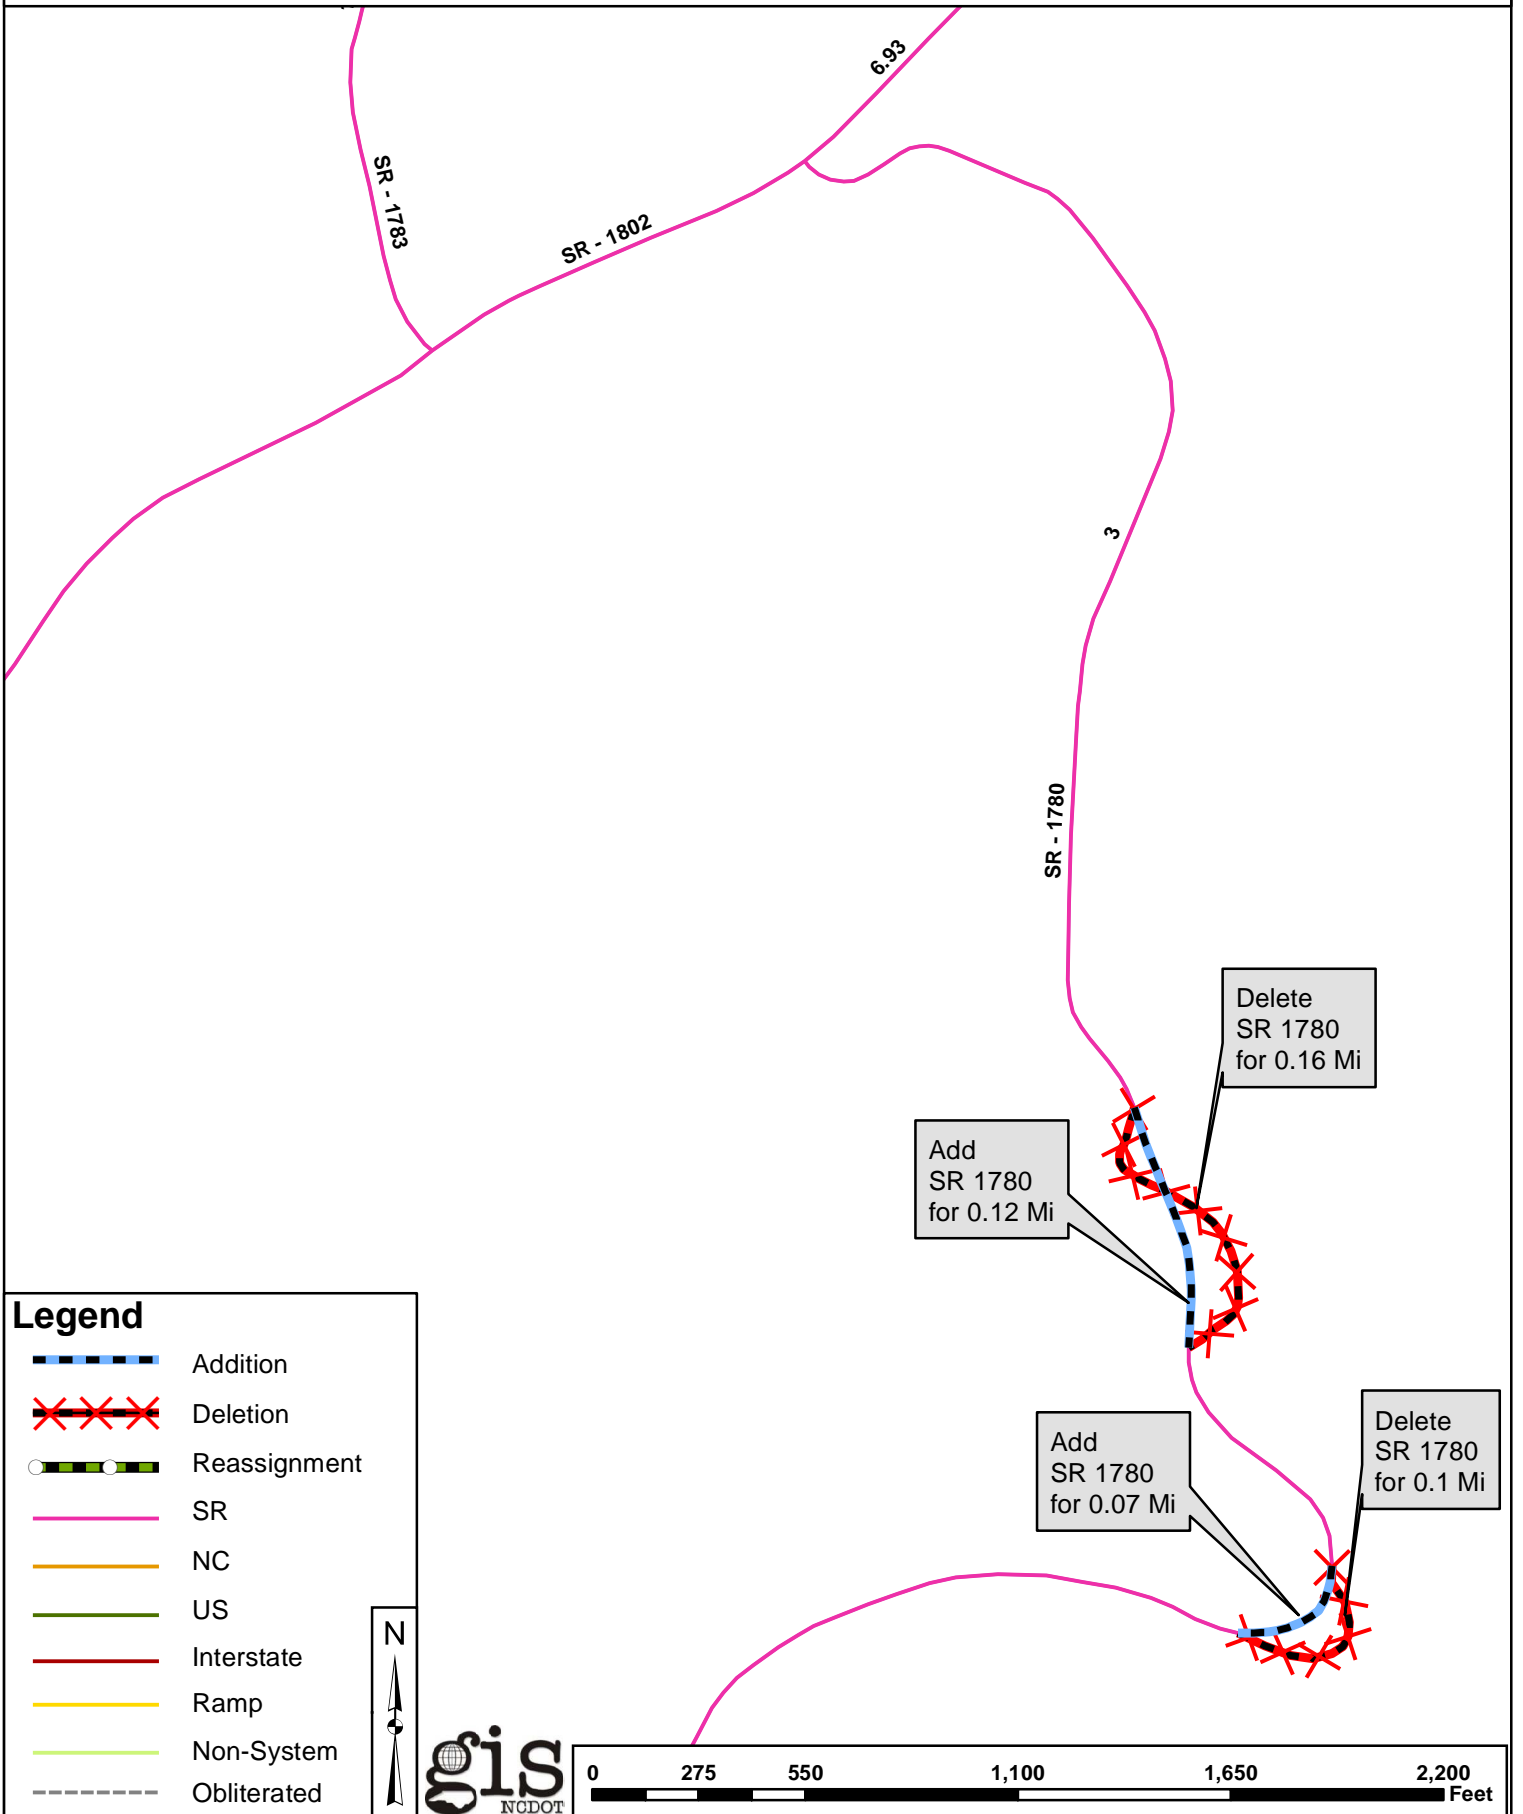 6.93
SR - 1783
SR - 1802
3
SR - 1780
Delete
SR 1780
for 0.16 Mi
Add
SR 1780
for 0.12 Mi
Add
SR 1780
for 0.07 Mi
Delete
SR 1780
for 0.1 Mi
Legend
Addition
Deletion
Reassignment
SR
NC
US
Interstate
Ramp
Non-System
Obliterated
N
gis
NCDOT
0 275 550 1,100 1,650 2,200
Feet